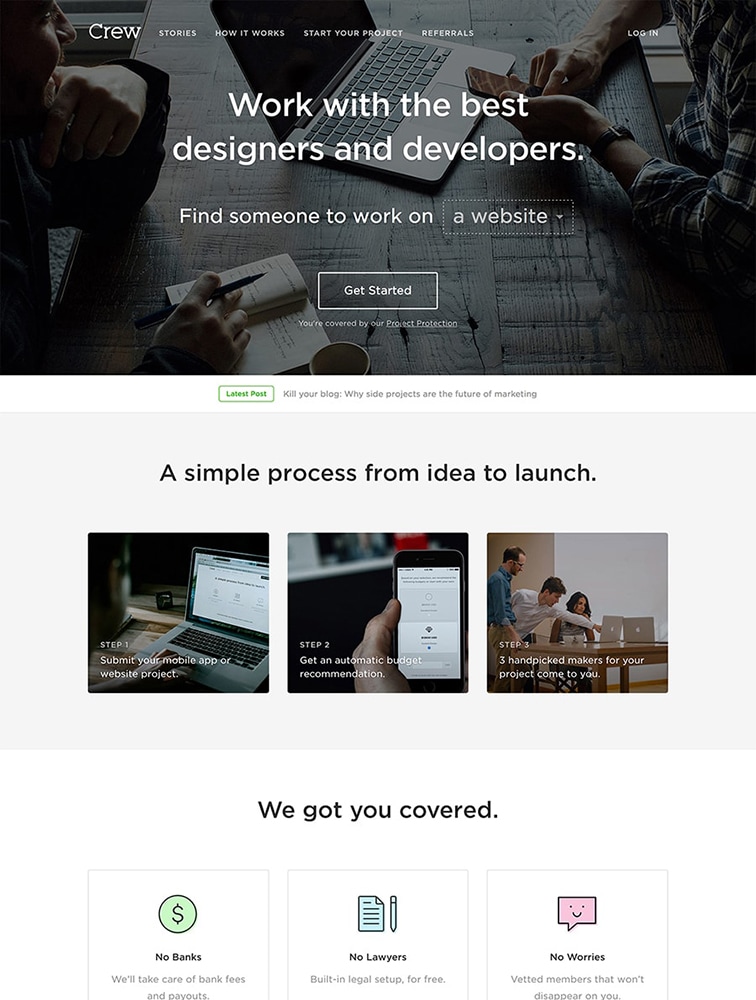 Crew STORIES HOW IT WORKS START YOUR PROJECT REFERRALS LOG IN
Work with the best
designers and developers.
Find someone to work on a website
Get Started
You're covered by our Project Protection
Latest Post Kill your blog: Why side projects are the future of marketing
A simple process from idea to launch.
STEP 1
Submit your mobile app or
website project.
STEP 2
Get an automatic budget
recommendation.
STEP 3
3 handpicked makers for your
project come to you.
We got you covered.
No Banks
We'll take care of bank fees
and payouts.
No Lawyers
Built-in legal setup, for free.
No Worries
Vetted members that won't
disappear on you.